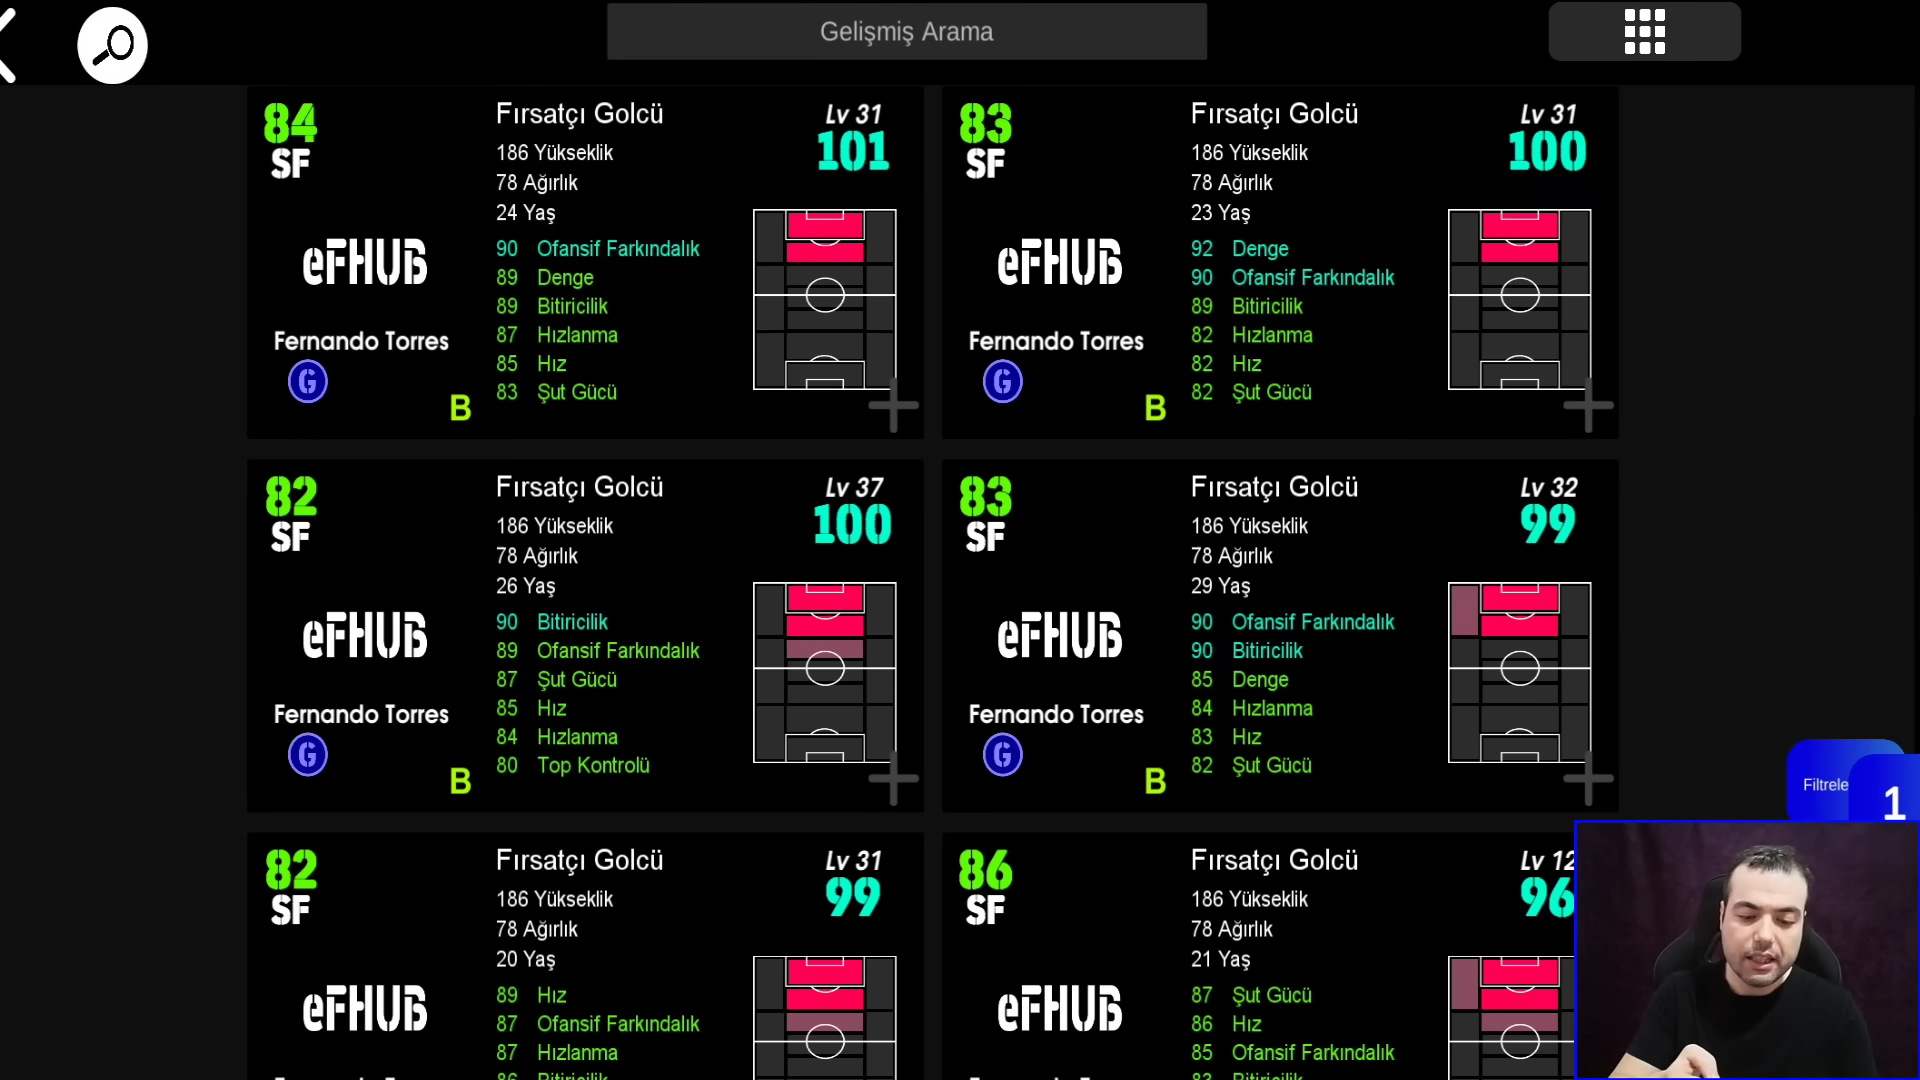 Gelişmiş Arama
84
SF
eFHUB
Fernando Torres
G
B
Fırsatçı Golcü
186 Yükseklik
78 Ağırlık
24 Yaş
90 Ofansif Farkındalık
89 Denge
89 Bitiricilik
87 Hızlanma
85 Hız
83 Şut Gücü
Lv 31
101
83
SF
eFHUB
Fernando Torres
G
B
Fırsatçı Golcü
186 Yükseklik
78 Ağırlık
23 Yaş
92 Denge
90 Ofansif Farkındalık
89 Bitiricilik
82 Hızlanma
82 Hız
82 Şut Gücü
Lv 31
100
82
SF
eFHUB
Fernando Torres
G
B
Fırsatçı Golcü
186 Yükseklik
78 Ağırlık
26 Yaş
90 Bitiricilik
89 Ofansif Farkındalık
87 Şut Gücü
85 Hız
84 Hızlanma
80 Top Kontrolü
Lv 37
100
83
SF
eFHUB
Fernando Torres
G
B
Fırsatçı Golcü
186 Yükseklik
78 Ağırlık
29 Yaş
90 Ofansif Farkındalık
90 Bitiricilik
85 Denge
84 Hızlanma
83 Hız
82 Şut Gücü
Lv 32
99
Filtrele
1
82
SF
eFHUB
Fırsatçı Golcü
186 Yükseklik
78 Ağırlık
20 Yaş
89 Hız
87 Ofansif Farkındalık
87 Hızlanma
86 Bitiricilik
Lv 31
99
86
SF
eFHUB
Fırsatçı Golcü
186 Yükseklik
78 Ağırlık
21 Yaş
87 Şut Gücü
86 Hız
85 Ofansif Farkındalık
83 Bitiricilik
Lv 12
96